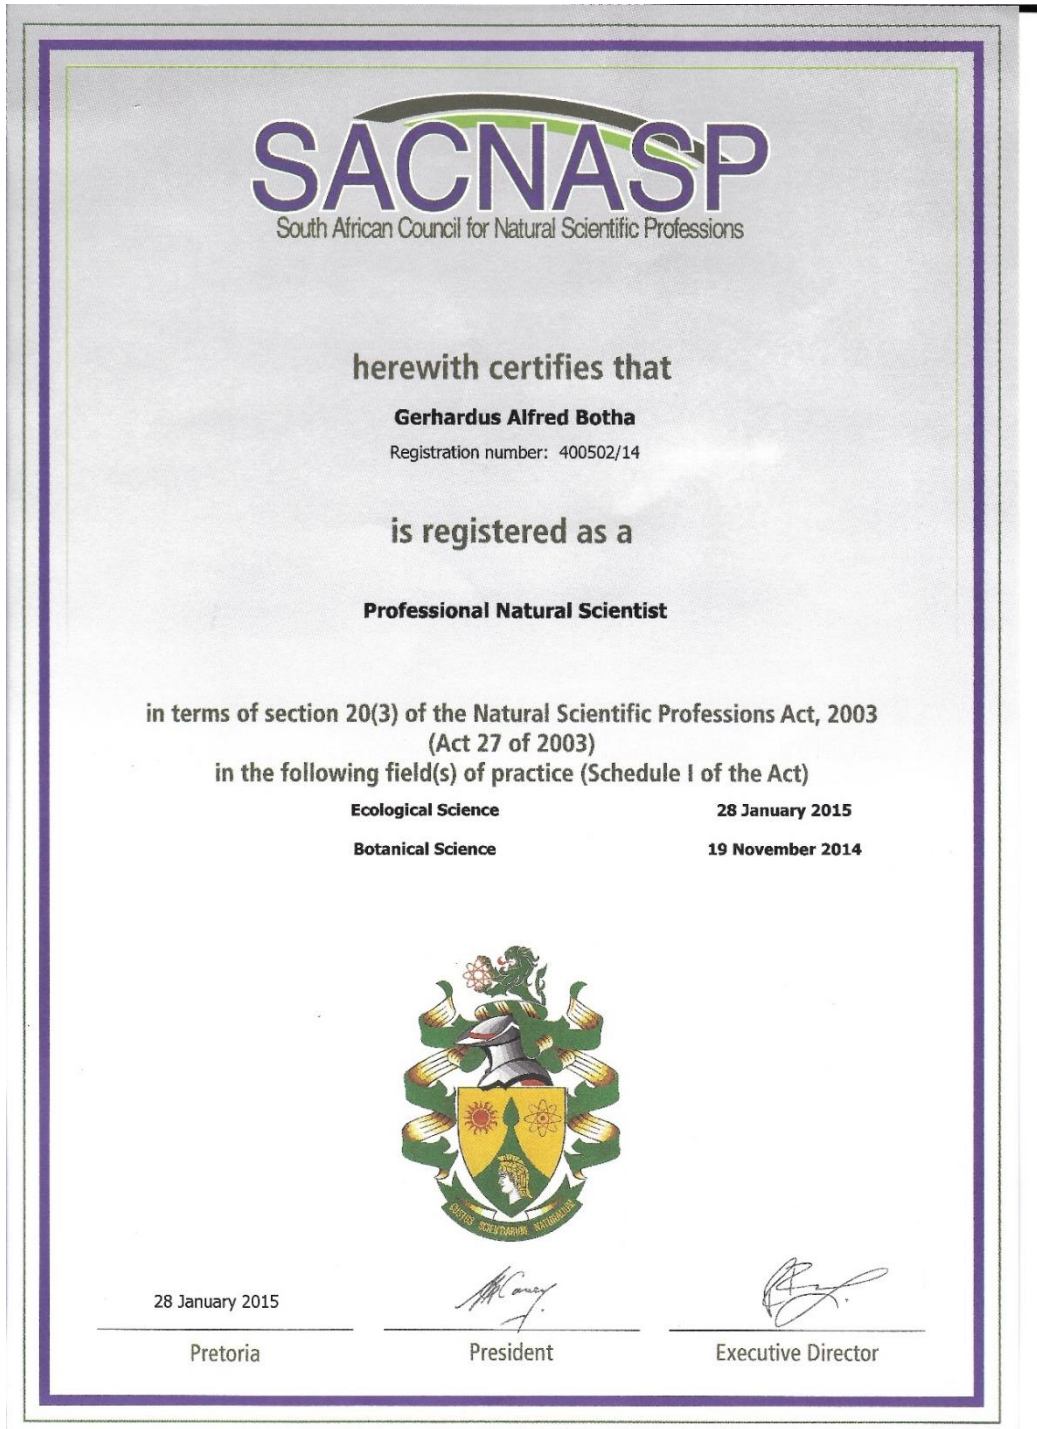 SACNASP
South African Council for Natural Scientific Professions
herewith certifies that
Gerhardus Alfred Botha
Registration number: 400502/14
is registered as a
Professional Natural Scientist
in terms of section 20(3) of the Natural Scientific Professions Act, 2003
(Act 27 of 2003)
in the following field(s) of practice (Schedule I of the Act)
Ecological Science 28 January 2015
Botanical Science 19 November 2014
CUSTOS SCIENTIARUM NATURALIUM
28 January 2015
Pretoria President Executive Director